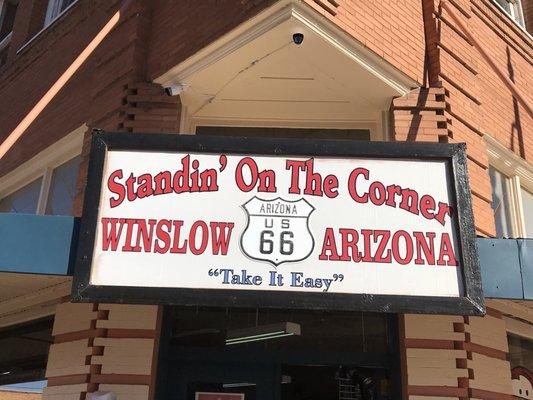 Standin' On The Corner
WINSLOW ARIZONA
ARIZONA
US
66
"Take It Easy"